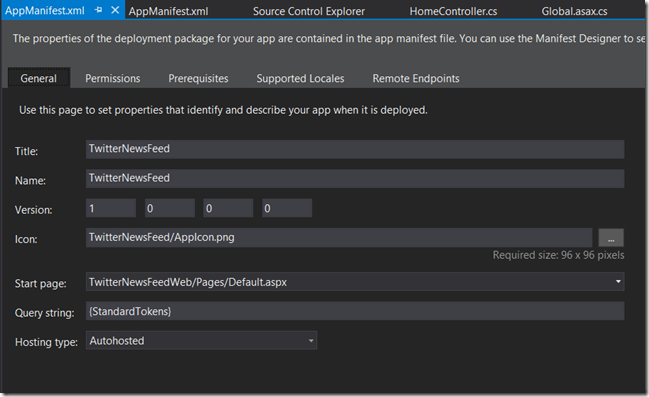 AppManifest.xml AppManifest.xml Source Control Explorer HomeController.cs Global.asax.cs
The properties of the deployment package for your app are contained in the app manifest file. You can use the Manifest Designer to se
General Permissions Prerequisites Supported Locales Remote Endpoints
Use this page to set properties that identify and describe your app when it is deployed.
Title: TwitterNewsFeed
Name: TwitterNewsFeed
Version: 1 0 0 0
Icon: TwitterNewsFeed/AppIcon.png ...
Required size: 96 x 96 pixels
Start page: TwitterNewsFeedWeb/Pages/Default.aspx
Query string: {StandardTokens}
Hosting type: Autohosted